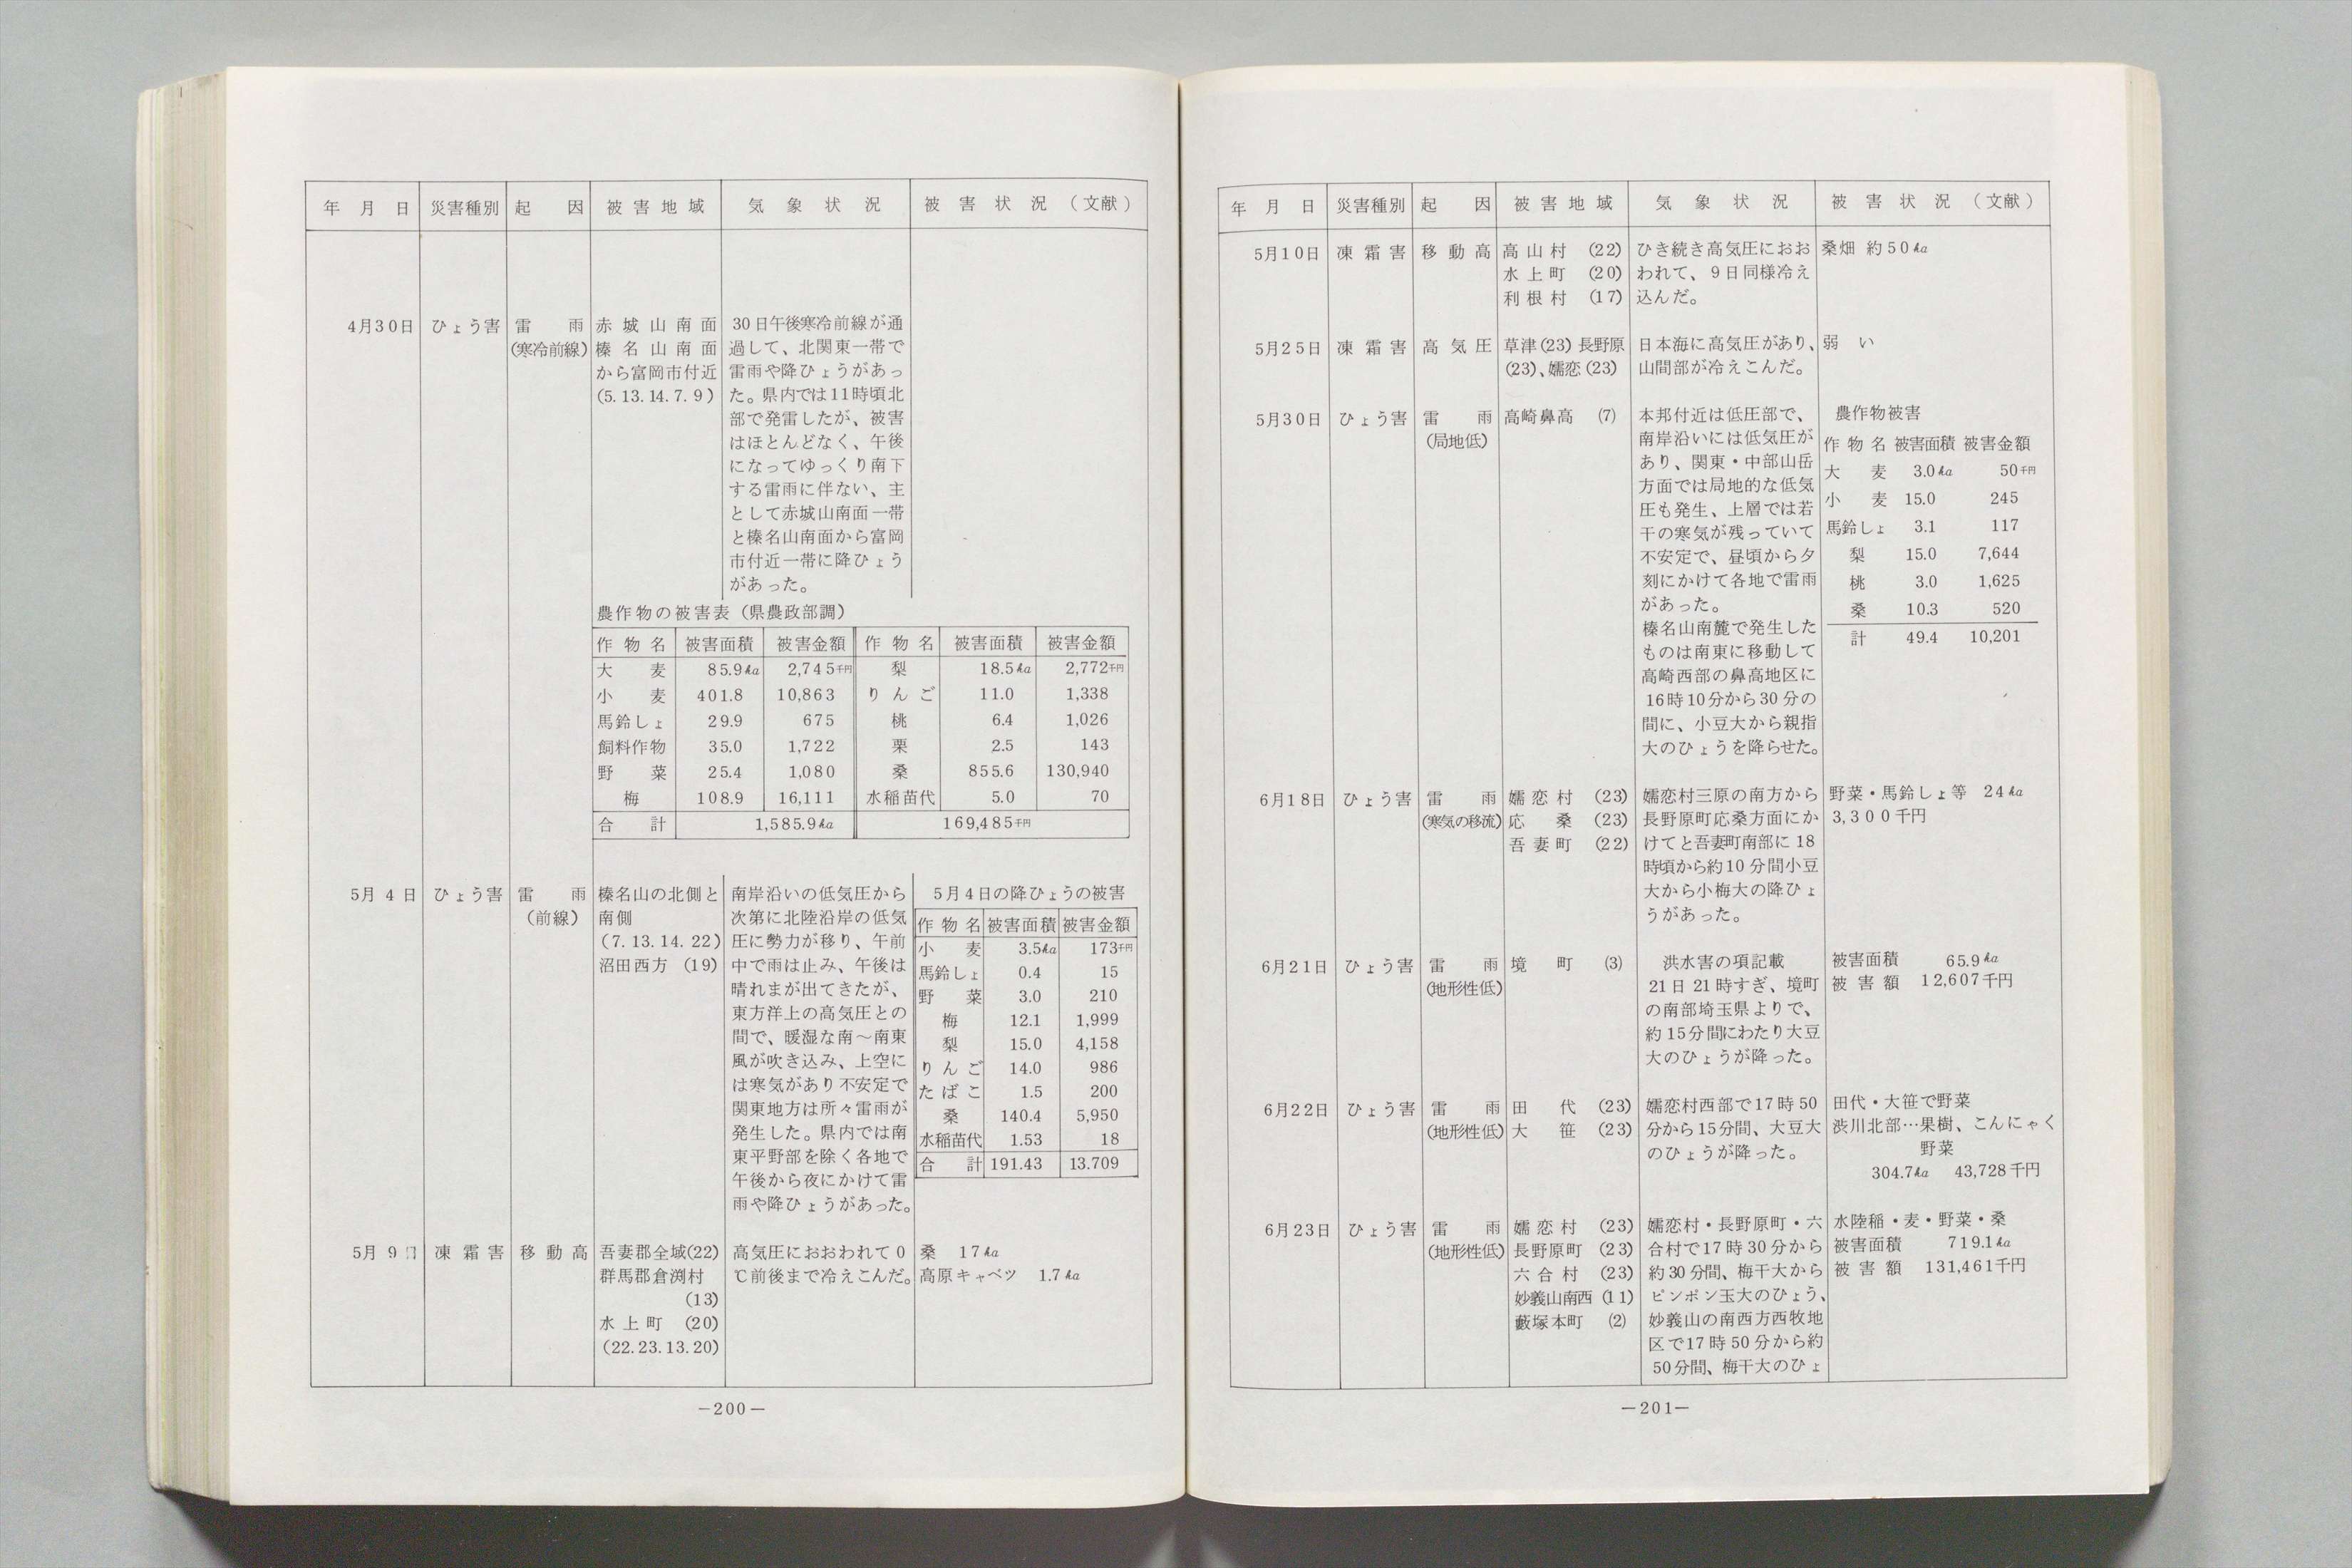 年月日 災害種別 起因 被害地域 気象状況 被害状況（文献）
4月30日 ひょう害 雷雨 赤城山南面 30日午後寒冷前線が通
(寒冷前線) 榛名山南面 過して、北関東一帯で
から富岡市付近 雷雨や降ひょうがあっ
(5.13.14.7.9) た。県内では11時頃北
部で発雷したが、被害
はほとんどなく、午後
になってゆっくり南下
する雷雨に伴ない、主
として赤城山南面一帯
と榛名山南面から富岡
市付近一帯に降ひょう
があった。
農作物の被害表（県農政部調）
作物名 被害面積 被害金額 作物名 被害面積 被害金額
大麦 85.9ha 2,745千円 梨 18.5ha 2,772千円
小麦 401.8 10,863 りんご 11.0 1,338
馬鈴しょ 29.9 675 桃 6.4 1,026
飼料作物 35.0 1,722 栗 2.5 143
野菜 25.4 1,080 桑 855.6 130,940
梅 108.9 16,111 水稲苗代 5.0 70
合計 1,585.9ha 169,485千円
5月4日 ひょう害 雷雨 榛名山の北側と 南岸沿いの低気圧から 5月4日の降ひょうの被害
(前線) 南側 次第に北陸沿岸の低気 作物名 被害面積 被害金額
(7.13.14.22) 圧に勢力が移り、午前 小麦 3.5ha 173千円
沼田西方 (19) 中で雨は止み、午後は 馬鈴しょ 0.4 15
晴れまが出てきたが、 野菜 3.0 210
東方洋上の高気圧との 梅 12.1 1,999
間で、暖湿な南～南東 梨 15.0 4,158
風が吹き込み、上空に りんご 14.0 986
は寒気があり不安定で たばこ 1.5 200
関東地方は所々雷雨が 桑 140.4 5,950
発生した。県内では南 水稲苗代 1.53 18
東平野部を除く各地で 合計 191.43 13.709
午後から夜にかけて雷
雨や降ひょうがあった。
5月9日 凍霜害 移動高 吾妻郡全域(22) 高気圧におおわれて0 桑 17ha
群馬郡倉渕村 ℃前後まで冷えこんだ。 高原キャベツ 1.7ha
(13)
水上町 (20)
(22.23.13.20)
－200－
年月日 災害種別 起因 被害地域 気象状況 被害状況（文献）
5月10日 凍霜害 移動高 高山村 (22) ひき続き高気圧におお 桑畑 約50ha
水上町 (20) われて、9日同様冷え
利根村 (17) 込んだ。
5月25日 凍霜害 高気圧 草津(23)長野原 日本海に高気圧があり、 弱い
(23)、嬬恋(23) 山間部が冷えこんだ。
5月30日 ひょう害 雷雨 高崎鼻高 (7) 本邦付近は低圧部で、 農作物被害
(局地低) 南岸沿いには低気圧が 作物名 被害面積 被害金額
あり、関東・中部山岳 大麦 3.0ha 50千円
方面では局地的な低気 小麦 15.0 245
圧も発生、上層では若 馬鈴しょ 3.1 117
干の寒気が残っていて 梨 15.0 7,644
不安定で、昼頃から夕 桃 3.0 1,625
刻にかけて各地で雷雨 桑 10.3 520
があった。 計 49.4 10,201
榛名山南麓で発生した
ものは南東に移動して
高崎西部の鼻高地区に
16時10分から30分の
間に、小豆大から親指
大のひょうを降らせた。
6月18日 ひょう害 雷雨 嬬恋村 (23) 嬬恋村三原の南方から 野菜・馬鈴しょ等 24ha
(寒気の移流) 応桑 (23) 長野原町応桑方面にか 3,300千円
吾妻町 (22) けてと吾妻町南部に18
時頃から約10分間小豆
大から小梅大の降ひょ
うがあった。
6月21日 ひょう害 雷雨 境町 (3) 洪水害の項記載 被害面積 65.9ha
(地形性低) 21日21時すぎ、境町 被害額 12,607千円
の南部埼玉県よりで、
約15分間にわたり大豆
大のひょうが降った。
6月22日 ひょう害 雷雨 田代 (23) 嬬恋村西部で17時50 田代・大笹で野菜
(地形性低) 大笹 (23) 分から15分間、大豆大 渋川北部…果樹、こんにゃく
のひょうが降った。 野菜
304.7ha 43,728千円
6月23日 ひょう害 雷雨 嬬恋村 (23) 嬬恋村・長野原町・六 水陸稲・麦・野菜・桑
(地形性低) 長野原町 (23) 合村で17時30分から 被害面積 719.1ha
六合村 (23) 約30分間、梅干大から 被害額 131,461千円
妙義山南西 (11) ピンポン玉大のひょう、
藪塚本町 (2) 妙義山の南西方西牧地
区で17時50分から約
50分間、梅干大のひょ
－201－